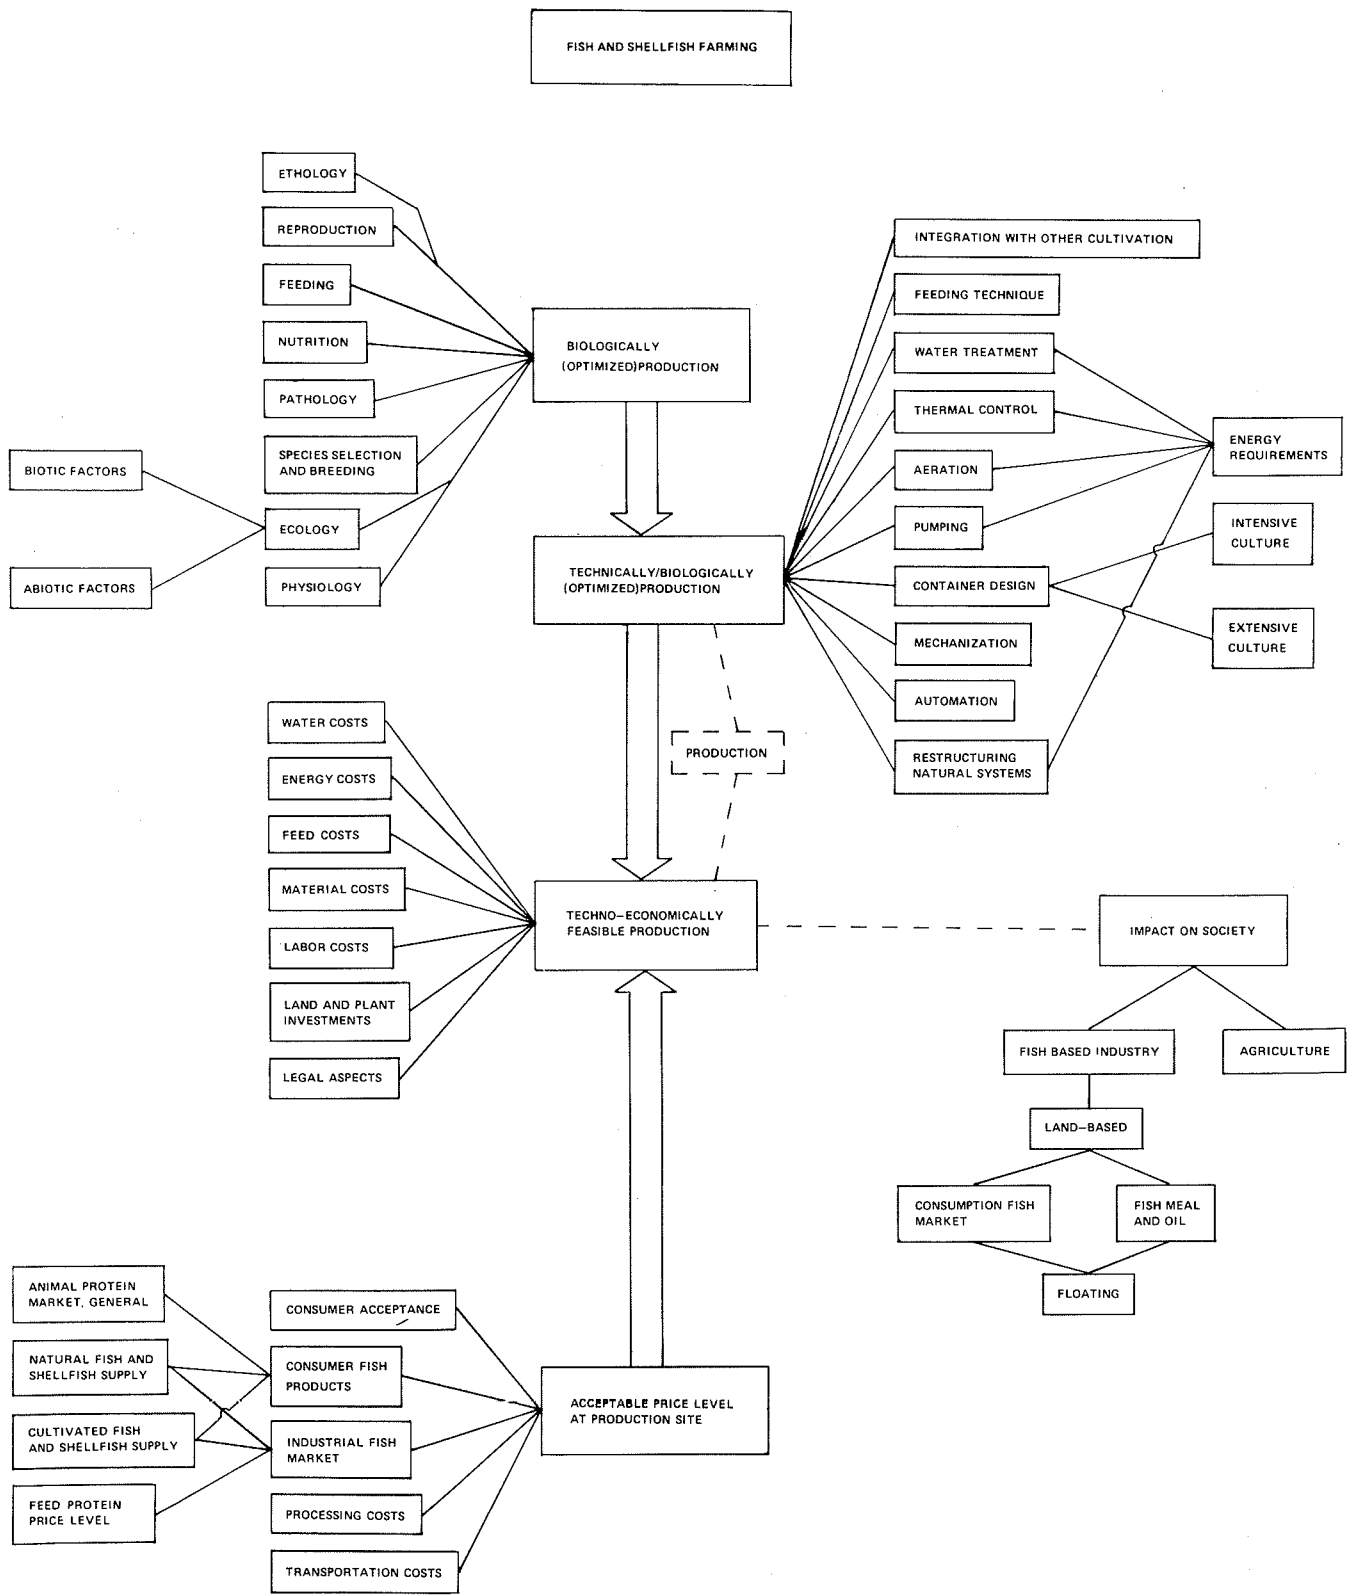 FISH AND SHELLFISH FARMING
ETHOLOGY
REPRODUCTION
FEEDING
NUTRITION
PATHOLOGY
SPECIES SELECTION
AND BREEDING
ECOLOGY
PHYSIOLOGY
BIOTIC FACTORS
ABIOTIC FACTORS
BIOLOGICALLY
(OPTIMIZED)PRODUCTION
TECHNICALLY/BIOLOGICALLY
(OPTIMIZED)PRODUCTION
INTEGRATION WITH OTHER CULTIVATION
FEEDING TECHNIQUE
WATER TREATMENT
THERMAL CONTROL
AERATION
PUMPING
CONTAINER DESIGN
MECHANIZATION
AUTOMATION
RESTRUCTURING
NATURAL SYSTEMS
ENERGY
REQUIREMENTS
INTENSIVE
CULTURE
EXTENSIVE
CULTURE
PRODUCTION
WATER COSTS
ENERGY COSTS
FEED COSTS
MATERIAL COSTS
LABOR COSTS
LAND AND PLANT
INVESTMENTS
LEGAL ASPECTS
TECHNO-ECONOMICALLY
FEASIBLE PRODUCTION
IMPACT ON SOCIETY
FISH BASED INDUSTRY
AGRICULTURE
LAND-BASED
CONSUMPTION FISH
MARKET
FISH MEAL
AND OIL
FLOATING
ANIMAL PROTEIN
MARKET, GENERAL
NATURAL FISH AND
SHELLFISH SUPPLY
CULTIVATED FISH
AND SHELLFISH SUPPLY
FEED PROTEIN
PRICE LEVEL
CONSUMER ACCEPTANCE
CONSUMER FISH
PRODUCTS
INDUSTRIAL FISH
MARKET
PROCESSING COSTS
TRANSPORTATION COSTS
ACCEPTABLE PRICE LEVEL
AT PRODUCTION SITE